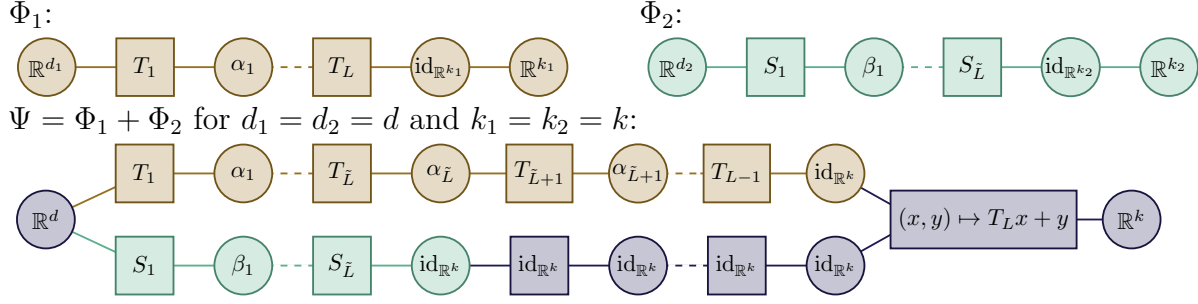 Φ₁:
Φ₂:
ℝ^{d₁} T₁ α₁ T_L id_{ℝ^{k₁}} ℝ^{k₁}
ℝ^{d₂} S₁ β₁ S_{L̃} id_{ℝ^{k₂}} ℝ^{k₂}
Ψ = Φ₁ + Φ₂ for d₁ = d₂ = d and k₁ = k₂ = k:
T₁ α₁ T_{L̃} α_{L̃} T_{L̃+1} α_{L̃+1} T_{L−1} id_{ℝ^k}
ℝ^d (x, y) ↦ T_L x + y ℝ^k
S₁ β₁ S_{L̃} id_{ℝ^k} id_{ℝ^k} id_{ℝ^k} id_{ℝ^k} id_{ℝ^k}